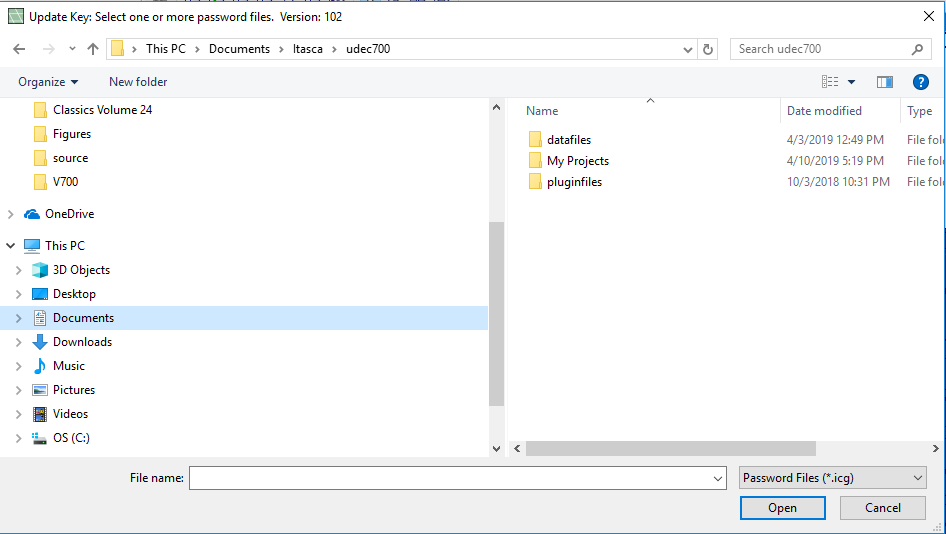 Update Key: Select one or more password files. Version: 102
This PC > Documents > Itasca > udec700
Search udec700
Organize
New folder
Classics Volume 24
Figures
source
V700
OneDrive
This PC
3D Objects
Desktop
Documents
Downloads
Music
Pictures
Videos
OS (C:)
Name Date modified Type
datafiles 4/3/2019 12:49 PM File fol
My Projects 4/10/2019 5:19 PM File fol
pluginfiles 10/3/2018 10:31 PM File fol
File name:
Password Files (*.icg)
Open
Cancel